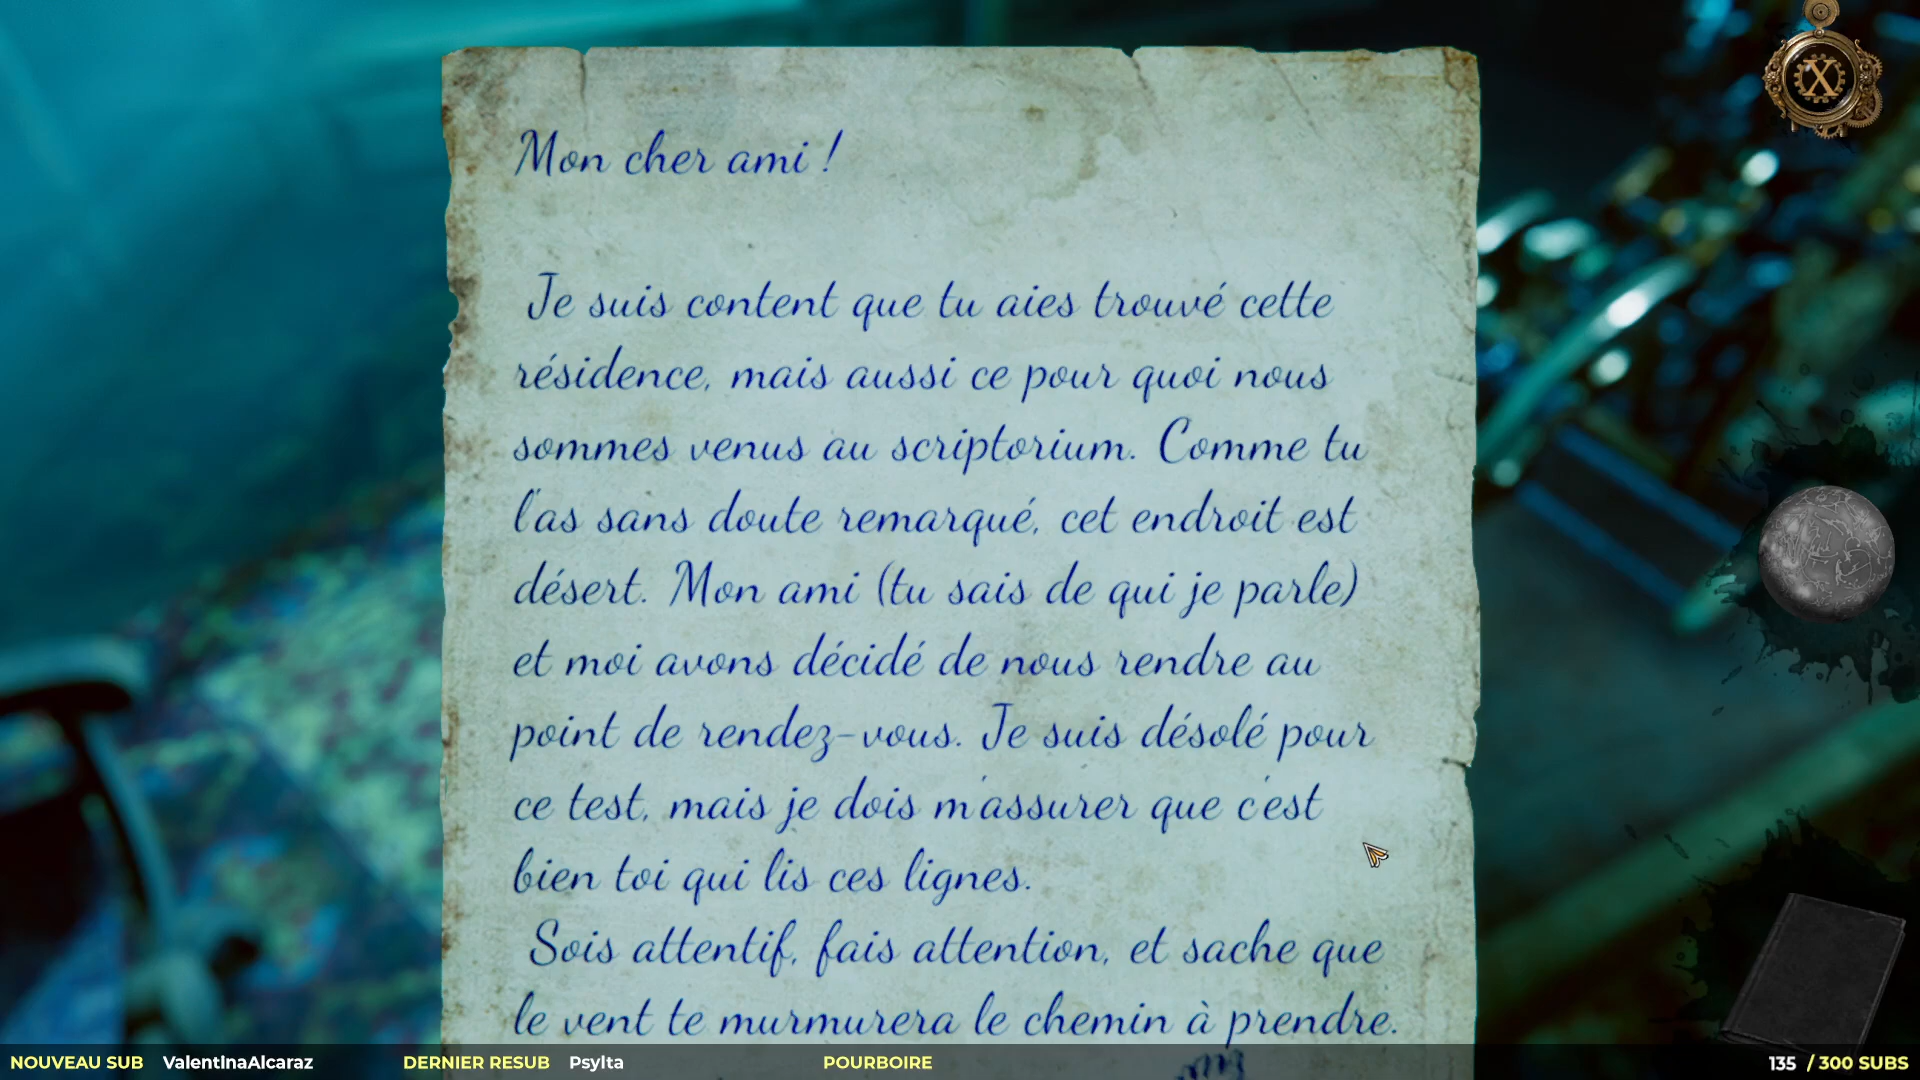 Mon cher ami !
Je suis content que tu aies trouvé cette
résidence, mais aussi ce pour quoi nous
sommes venus au scriptorium. Comme tu
l'as sans doute remarqué, cet endroit est
désert. Mon ami (tu sais de qui je parle)
et moi avons décidé de nous rendre au
point de rendez-vous. Je suis désolé pour
ce test, mais je dois m'assurer que c'est
bien toi qui lis ces lignes.
Sois attentif, fais attention, et sache que
le vent te murmurera le chemin à prendre.
X
NOUVEAU SUB ValentInaAlcaraz DERNIER RESUB PsyIta POURBOIRE 135 / 300 SUBS